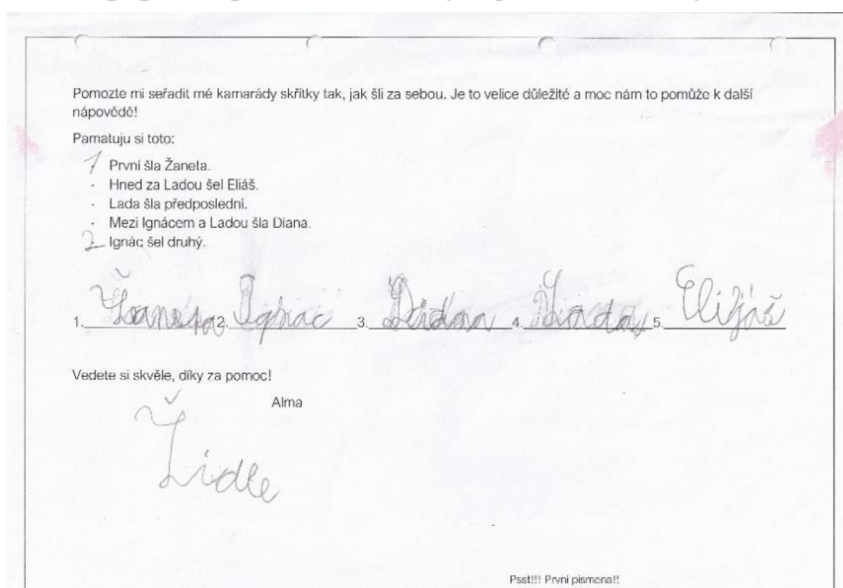 Pomozte mi seřadit mé kamarády skřítky tak, jak šli za sebou. Je to velice důležité a moc nám to pomůže k další
nápovědě!
Pamatuju si toto:
1 První šla Žaneta.
· Hned za Ladou šel Eliáš.
· Lada šla předposlední.
· Mezi Ignácem a Ladou šla Diana.
2 Ignác šel druhý.
1. Žaneta 2. Ignác 3. Diana 4. Lada 5. Elijáš
Vedete si skvěle, díky za pomoc!
Alma
Židle
Psst!!! První písmena!!